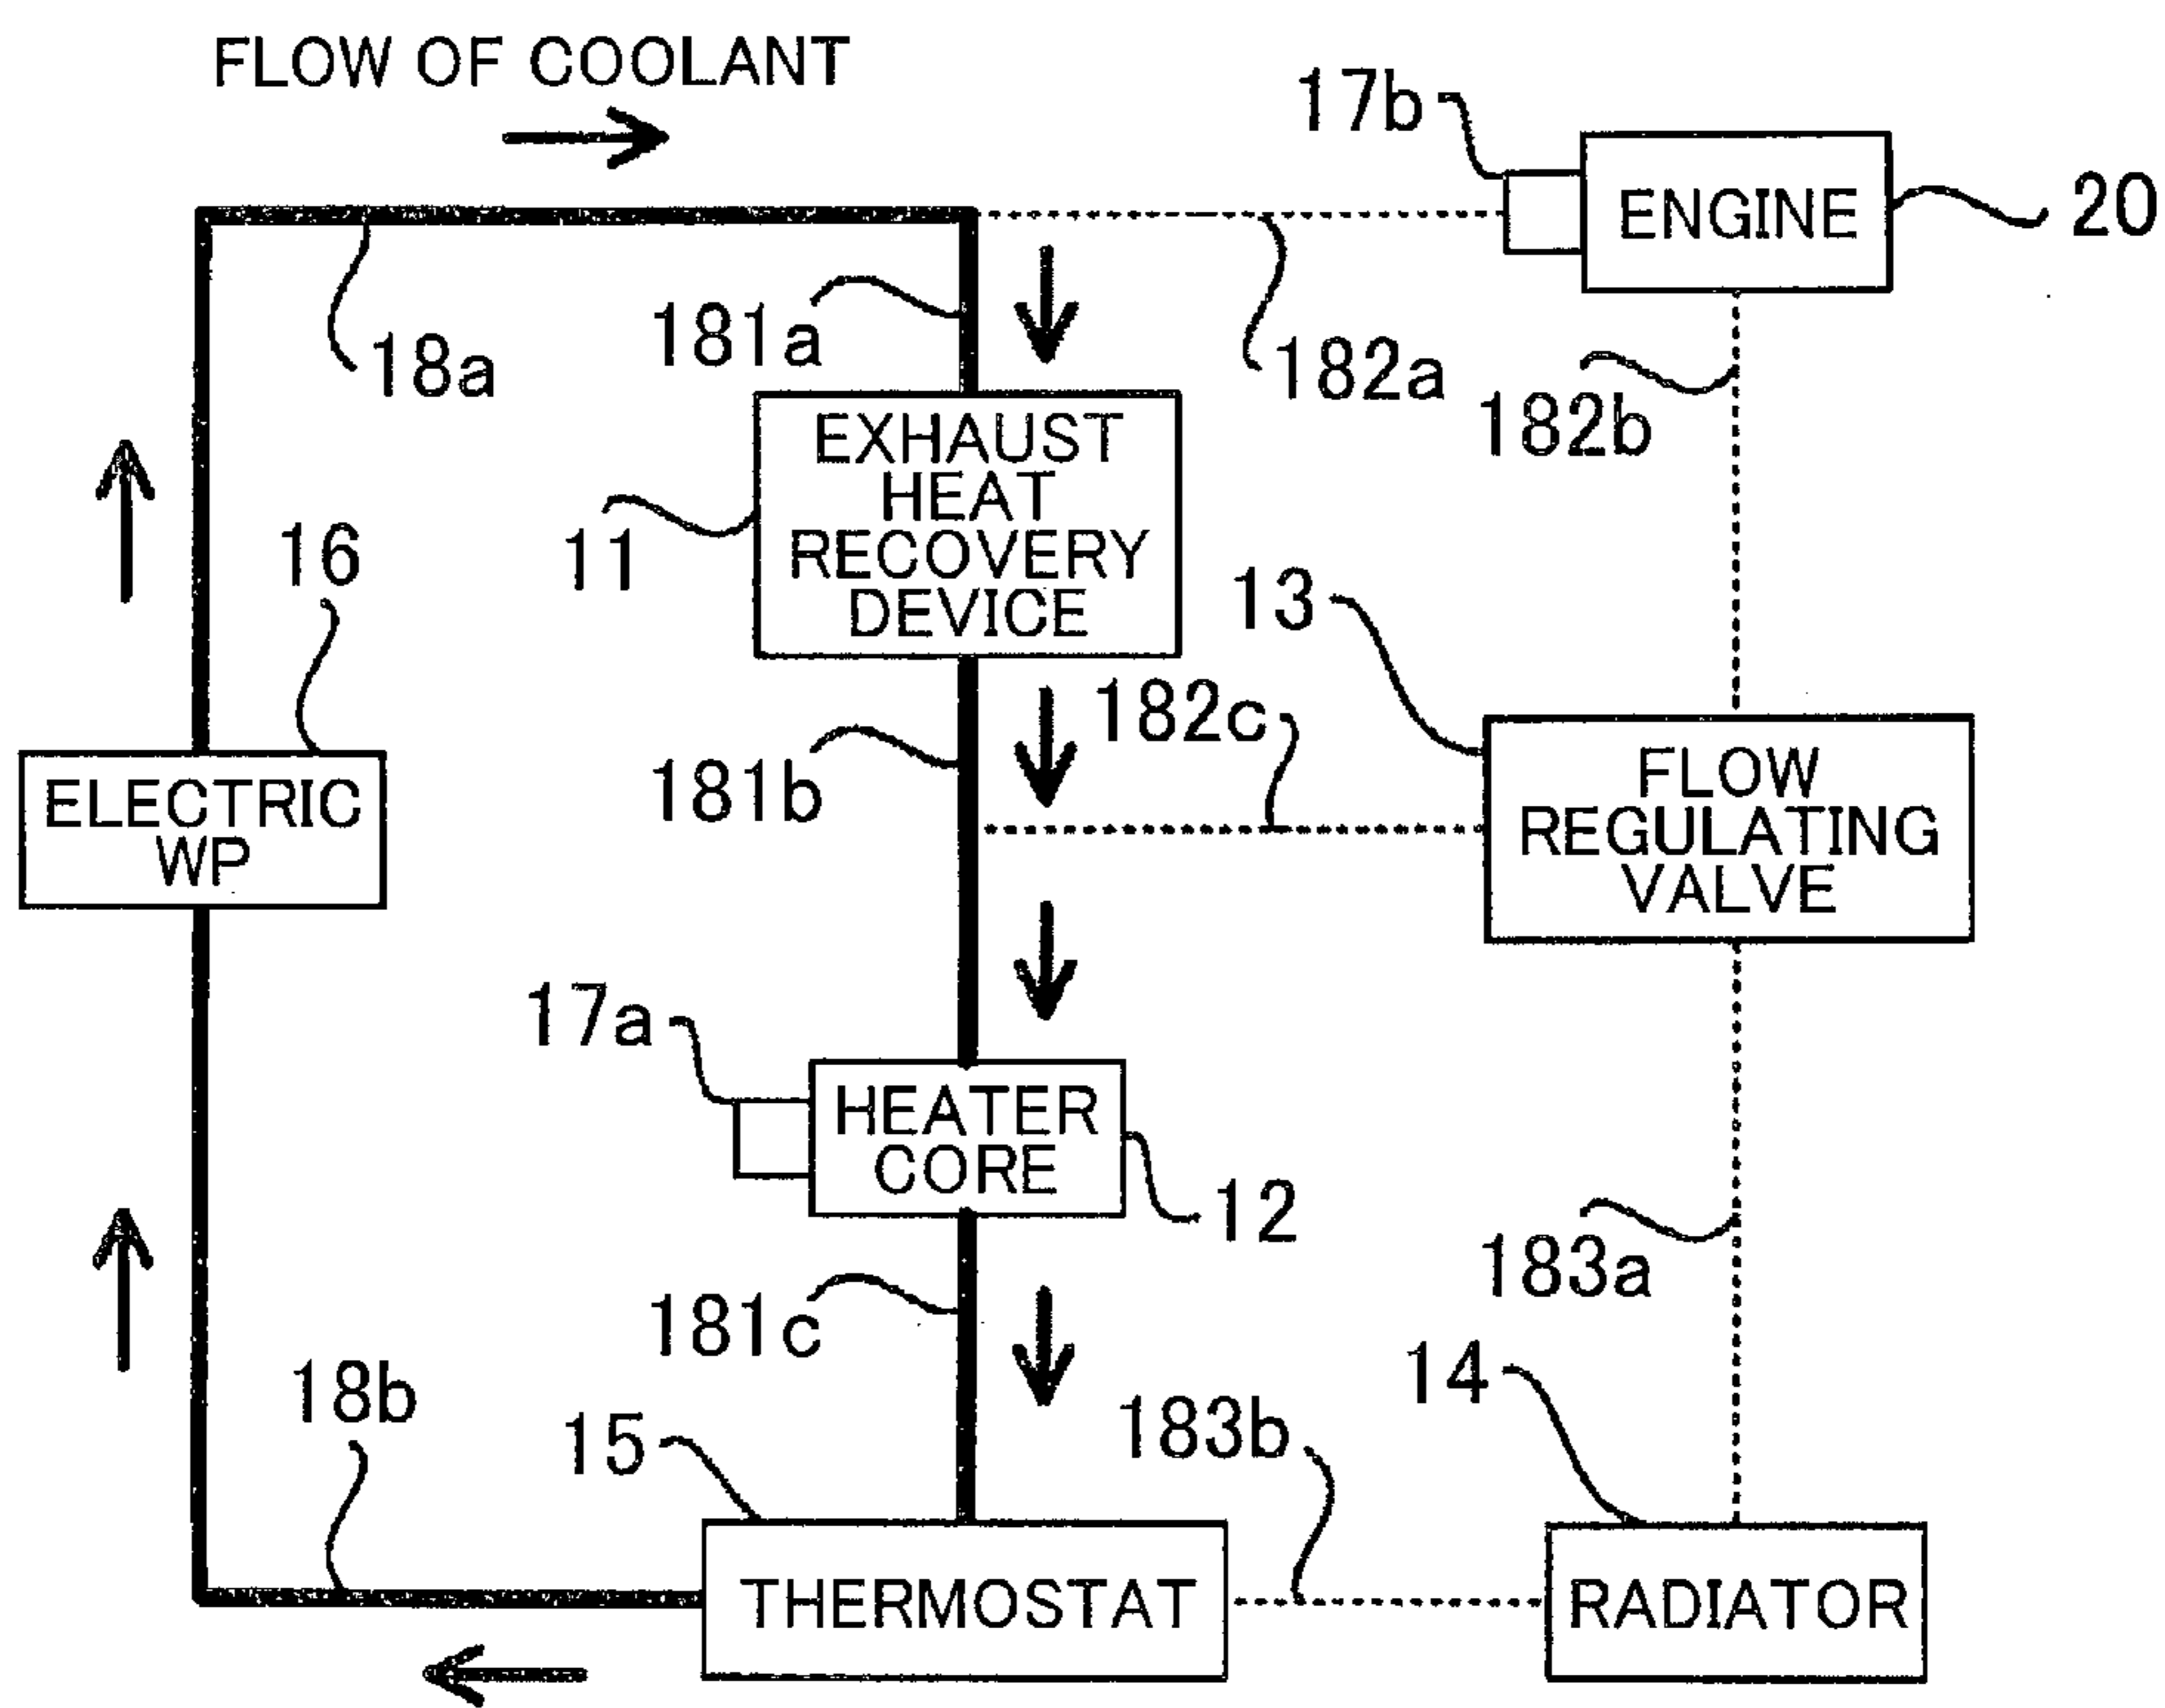 FLOW OF COOLANT
17b
ENGINE
20
18a
181a
182a
182b
EXHAUST
HEAT
RECOVERY
DEVICE
11
16
13
182c
181b
ELECTRIC
WP
FLOW
REGULATING
VALVE
17a
HEATER
CORE
12
181c
183a
18b
15
183b
14
THERMOSTAT
RADIATOR